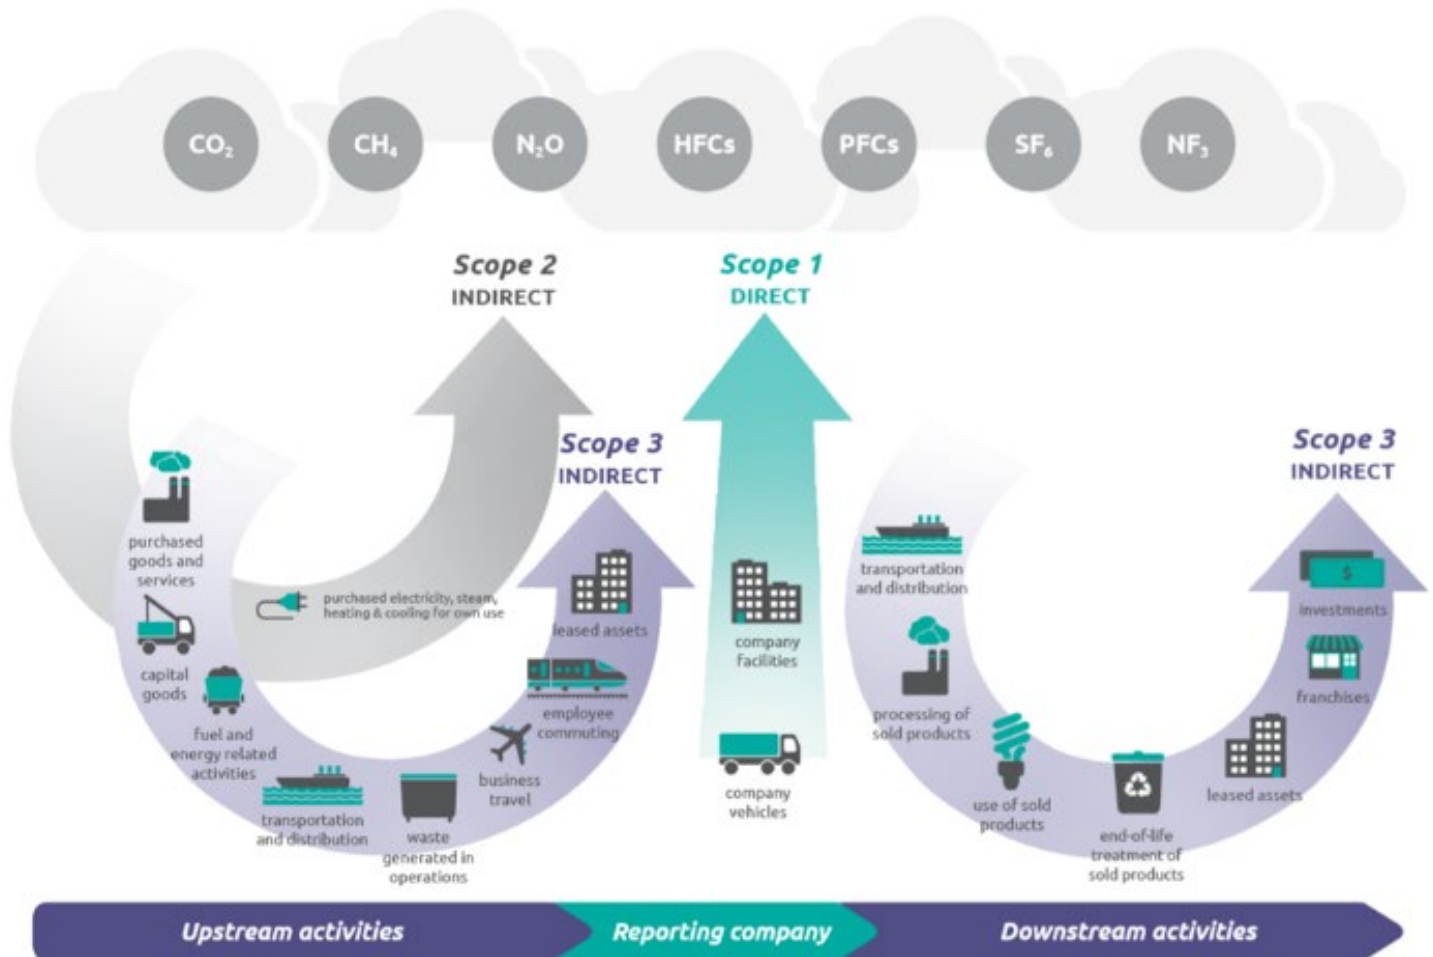 CO₂
CH₄
N₂O
HFCs
PFCs
SF₆
NF₃
Scope 2
INDIRECT
Scope 1
DIRECT
Scope 3
INDIRECT
Scope 3
INDIRECT
purchased
goods and
services
capital
goods
fuel and
energy related
activities
transportation
and distribution
waste
generated in
operations
business
travel
employee
commuting
leased assets
purchased electricity, steam,
heating & cooling for own use
company
facilities
company
vehicles
transportation
and distribution
processing of
sold products
use of sold
products
end-of-life
treatment of
sold products
leased assets
franchises
$
investments
Upstream activities
Reporting company
Downstream activities